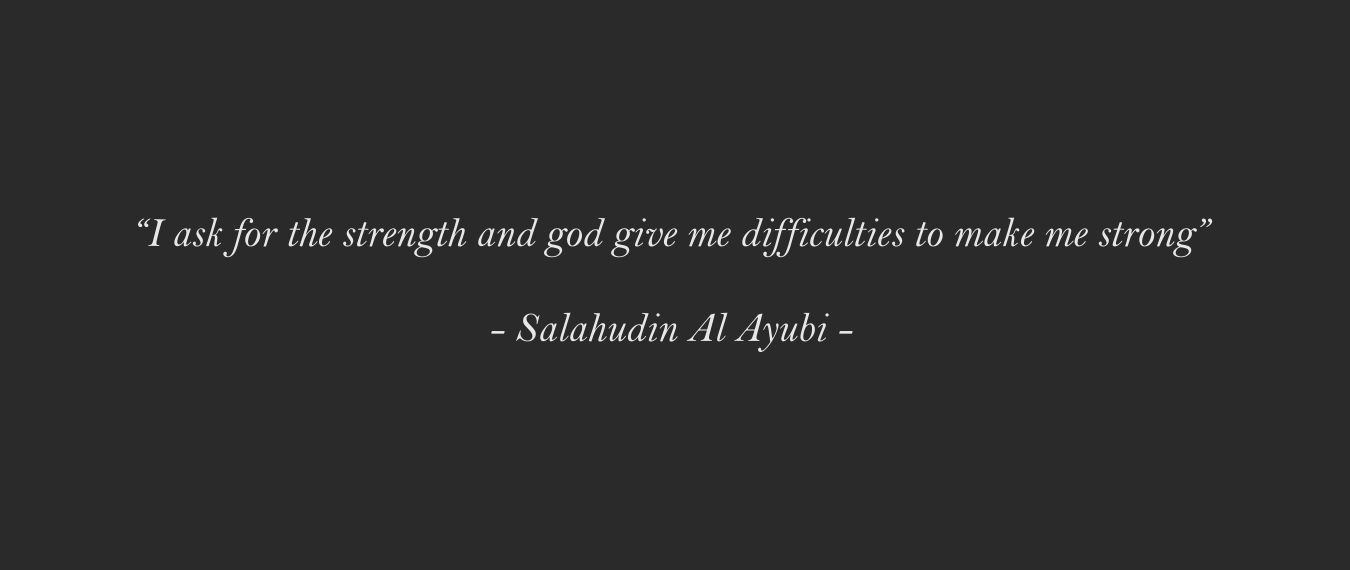 “I ask for the strength and god give me difficulties to make me strong”
- Salahudin Al Ayubi -